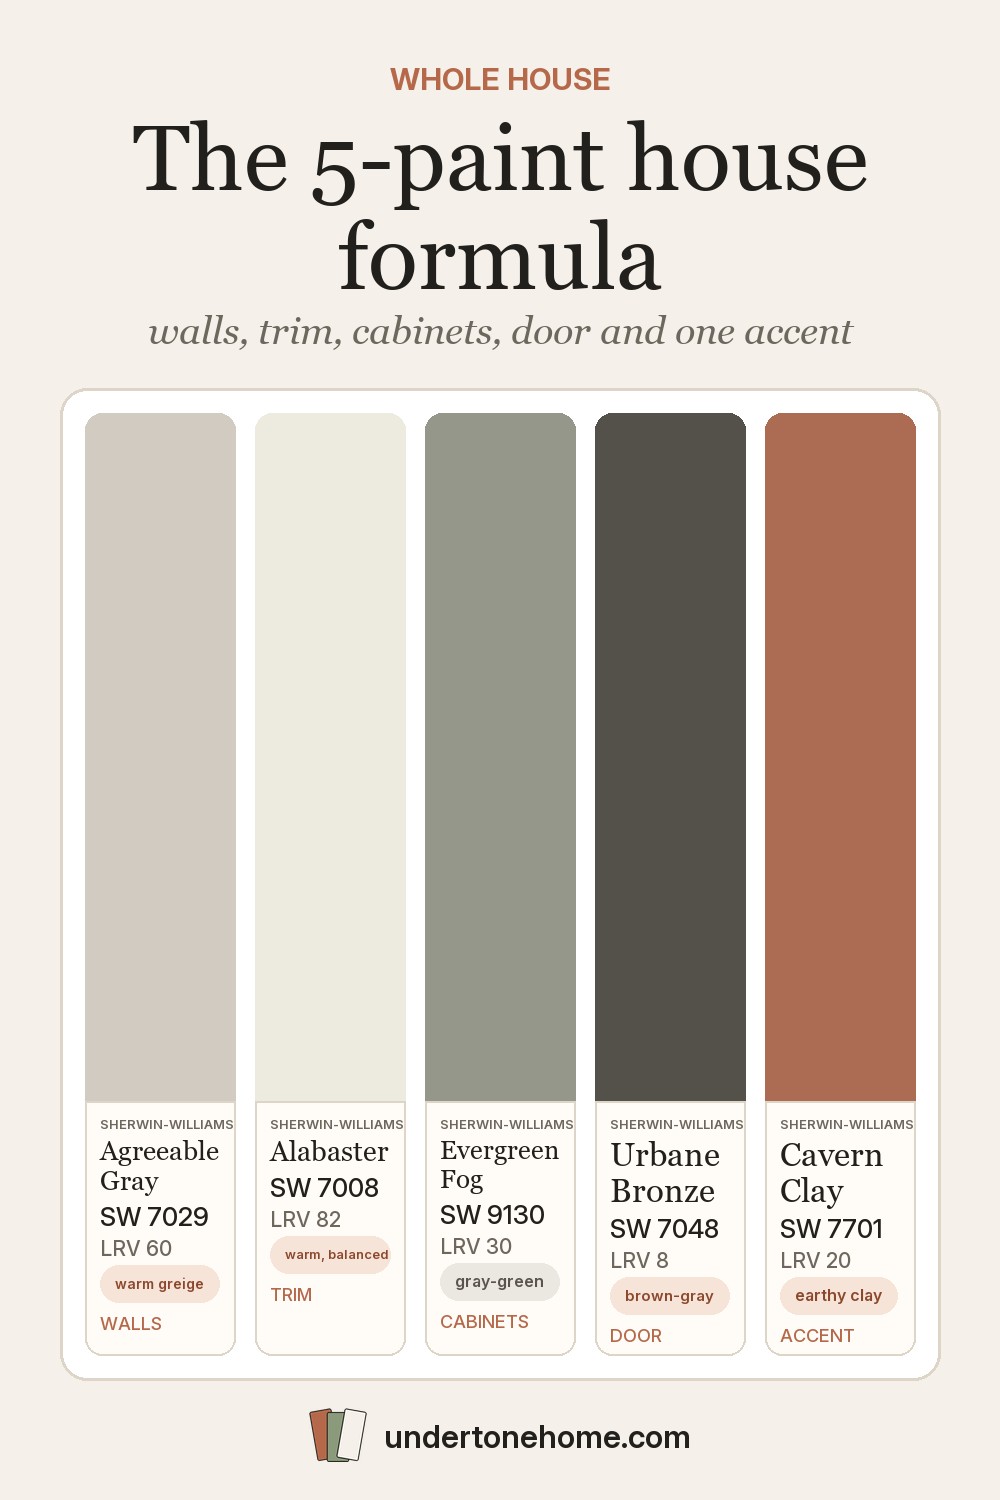 WHOLE HOUSE
The 5-paint house
formula
walls, trim, cabinets, door and one accent
SHERWIN-WILLIAMS
Agreeable
Gray
SW 7029
LRV 60
warm greige
WALLS
SHERWIN-WILLIAMS
Alabaster
SW 7008
LRV 82
warm, balanced
TRIM
SHERWIN-WILLIAMS
Evergreen
Fog
SW 9130
LRV 30
gray-green
CABINETS
SHERWIN-WILLIAMS
Urbane
Bronze
SW 7048
LRV 8
brown-gray
DOOR
SHERWIN-WILLIAMS
Cavern
Clay
SW 7701
LRV 20
earthy clay
ACCENT
undertonehome.com